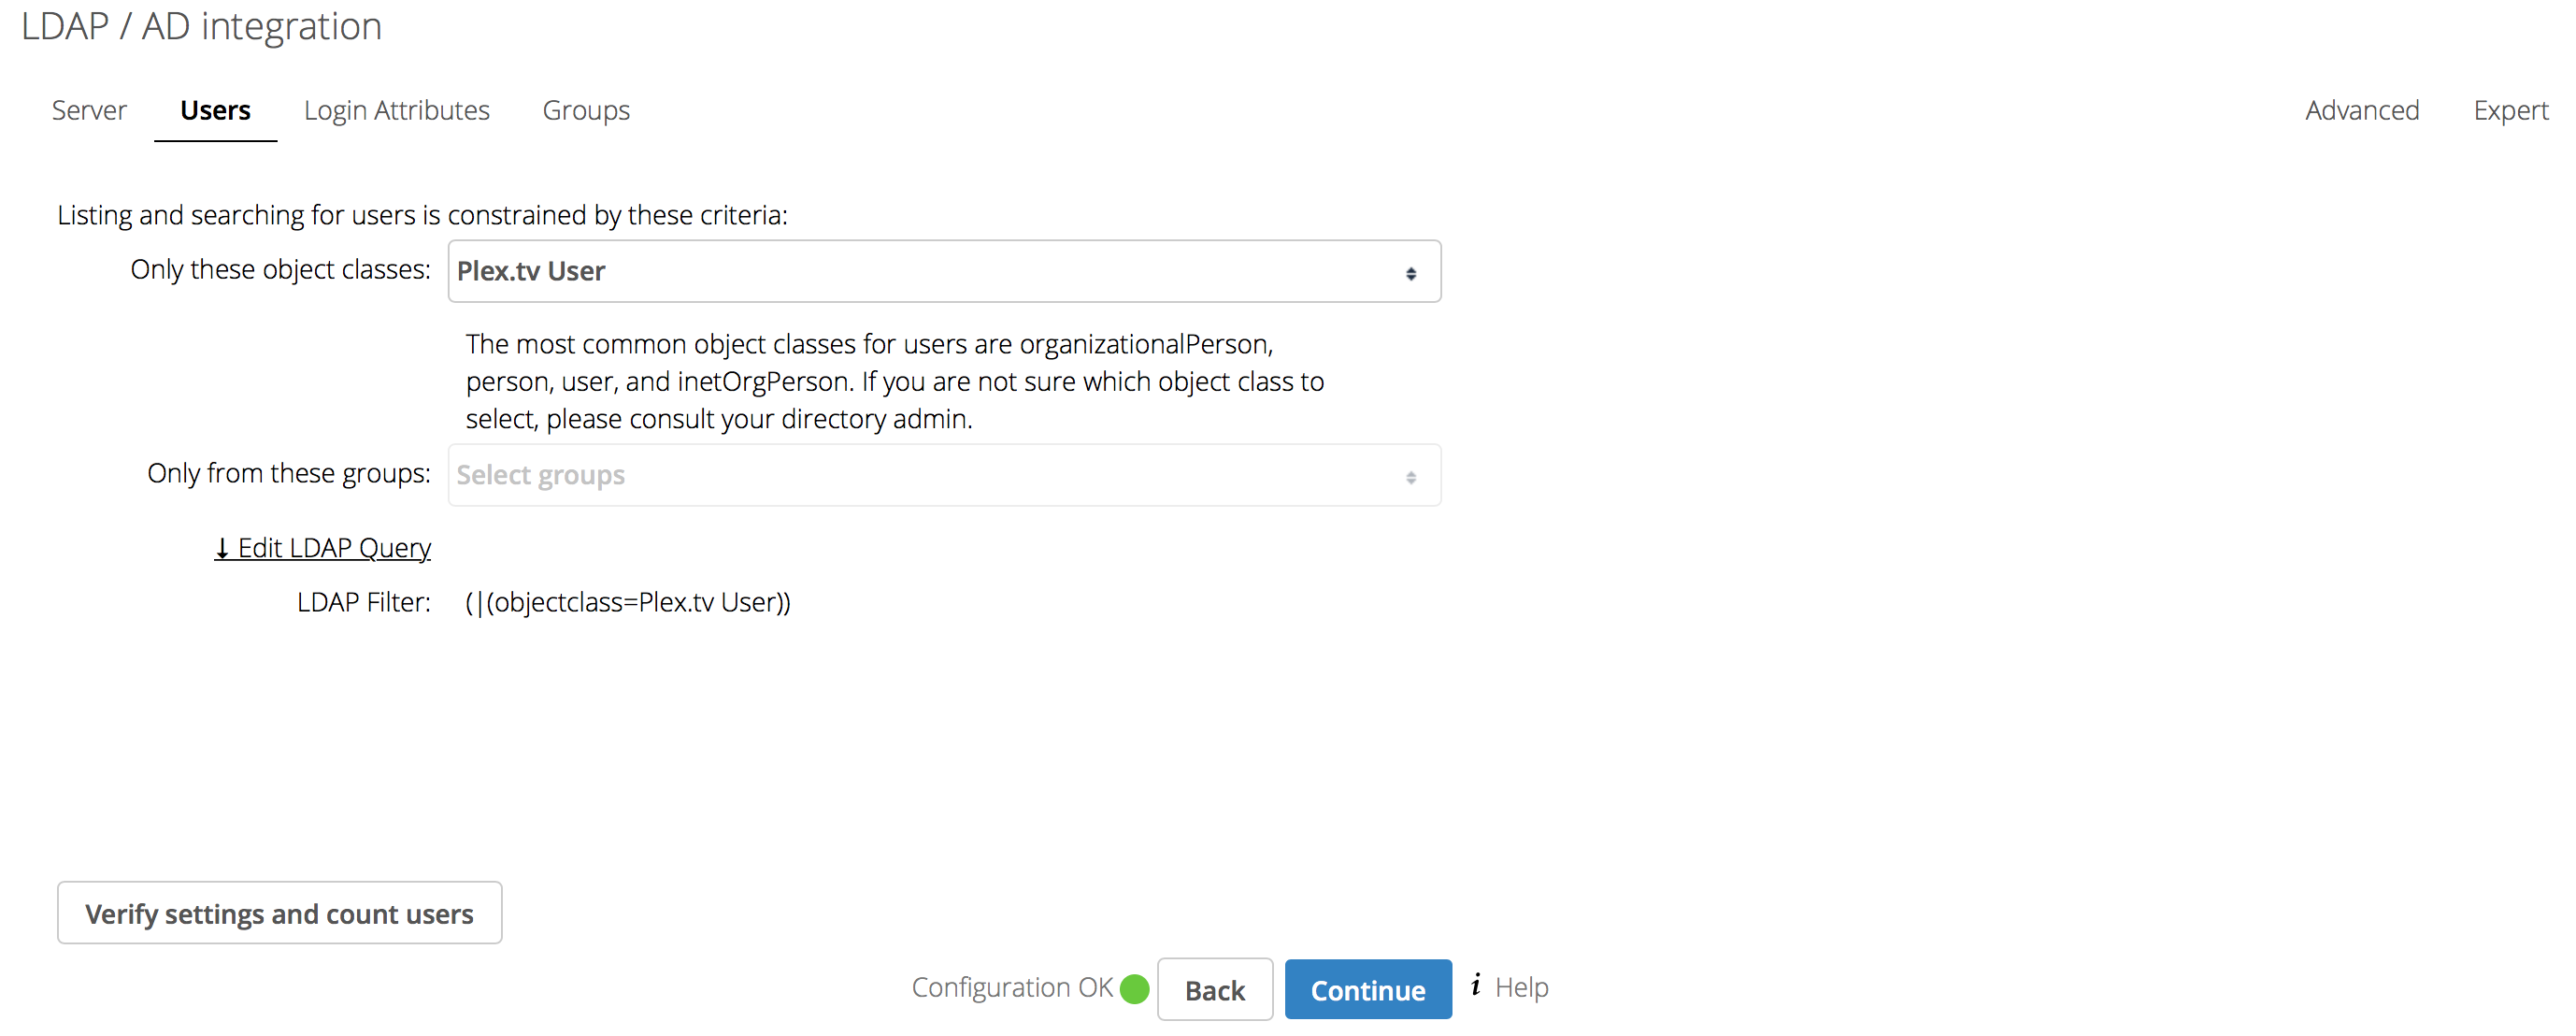 LDAP / AD integration
Server Users Login Attributes Groups Advanced Expert
Listing and searching for users is constrained by these criteria:
Only these object classes: Plex.tv User
The most common object classes for users are organizationalPerson,
person, user, and inetOrgPerson. If you are not sure which object class to
select, please consult your directory admin.
Only from these groups: Select groups
↓ Edit LDAP Query
LDAP Filter: (|(objectclass=Plex.tv User))
Verify settings and count users
Configuration OK Back Continue i Help